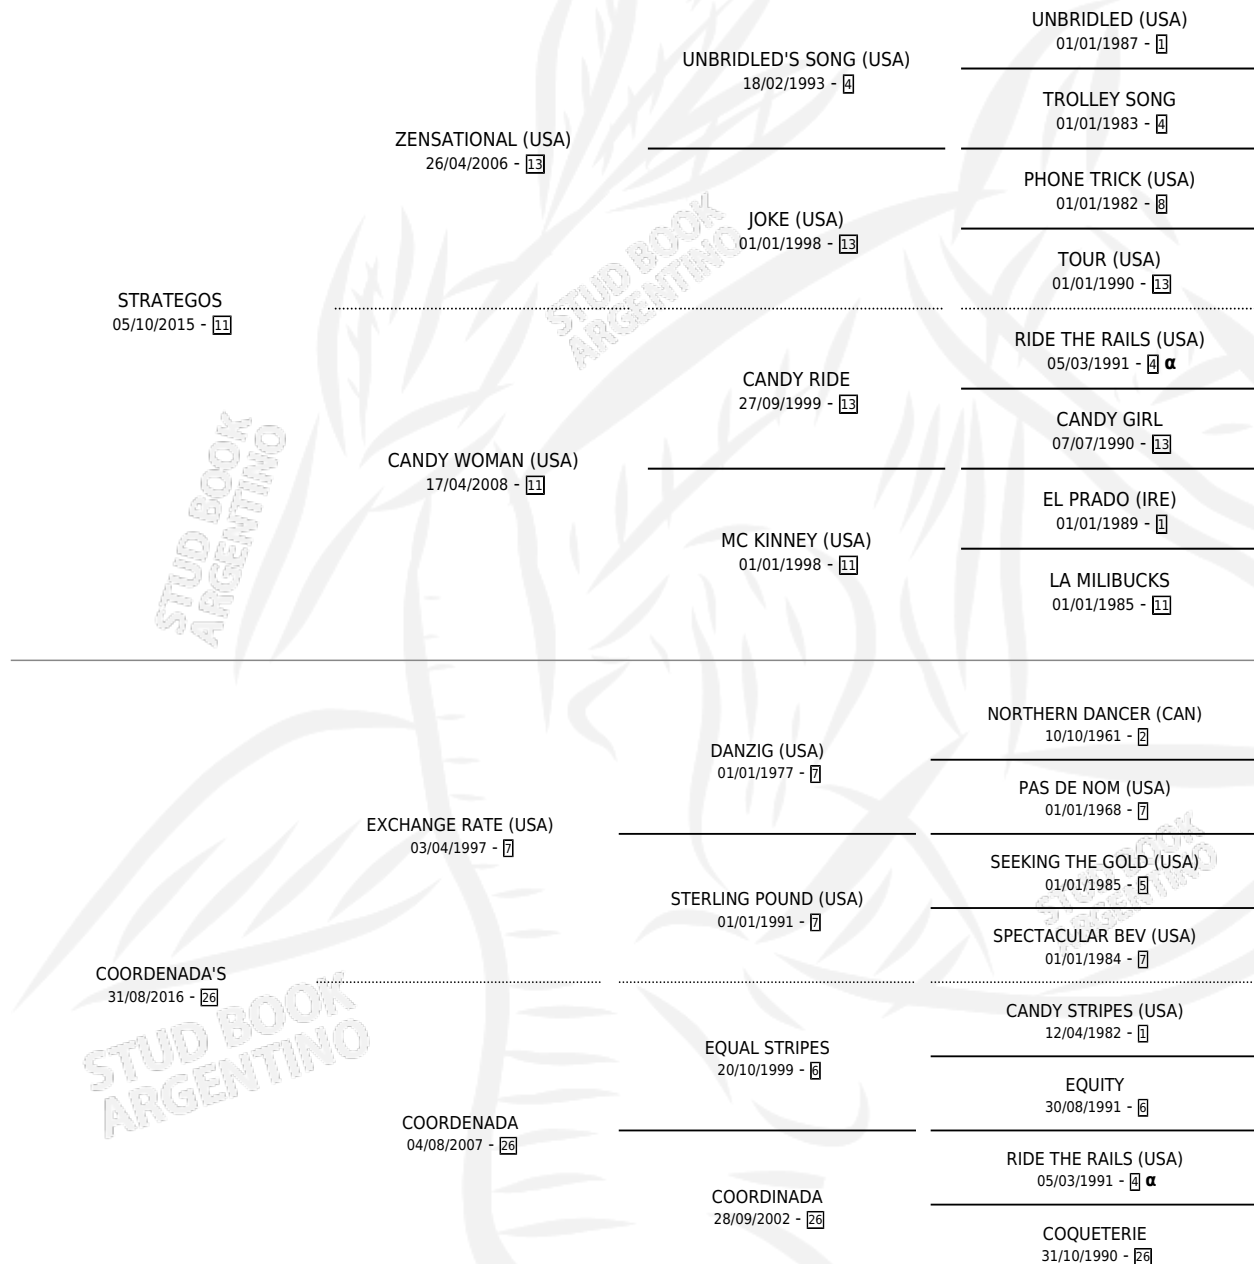 UNBRIDLED (USA)
01/01/1987 - 1
UNBRIDLED'S SONG (USA)
18/02/1993 - 4
TROLLEY SONG
01/01/1983 - 4
ZENSATIONAL (USA)
26/04/2006 - 13
PHONE TRICK (USA)
01/01/1982 - 8
JOKE (USA)
01/01/1998 - 13
TOUR (USA)
01/01/1990 - 13
STRATEGOS
05/10/2015 - 11
RIDE THE RAILS (USA)
05/03/1991 - 4 α
CANDY RIDE
27/09/1999 - 13
CANDY GIRL
07/07/1990 - 13
CANDY WOMAN (USA)
17/04/2008 - 11
EL PRADO (IRE)
01/01/1989 - 1
MC KINNEY (USA)
01/01/1998 - 11
LA MILIBUCKS
01/01/1985 - 11
NORTHERN DANCER (CAN)
10/10/1961 - 2
DANZIG (USA)
01/01/1977 - 7
PAS DE NOM (USA)
01/01/1968 - 7
EXCHANGE RATE (USA)
03/04/1997 - 7
SEEKING THE GOLD (USA)
01/01/1985 - 5
STERLING POUND (USA)
01/01/1991 - 7
SPECTACULAR BEV (USA)
01/01/1984 - 7
COORDENADA'S
31/08/2016 - 26
CANDY STRIPES (USA)
12/04/1982 - 1
EQUAL STRIPES
20/10/1999 - 6
EQUITY
30/08/1991 - 6
COORDENADA
04/08/2007 - 26
RIDE THE RAILS (USA)
05/03/1991 - 4 α
COORDINADA
28/09/2002 - 26
COQUETERIE
31/10/1990 - 26
STUD BOOK
ARGENTINO
STUD BOOK
ARGENTINO
STUD BOOK
ARGENTINO
STUD BOOK
ARGENTINO